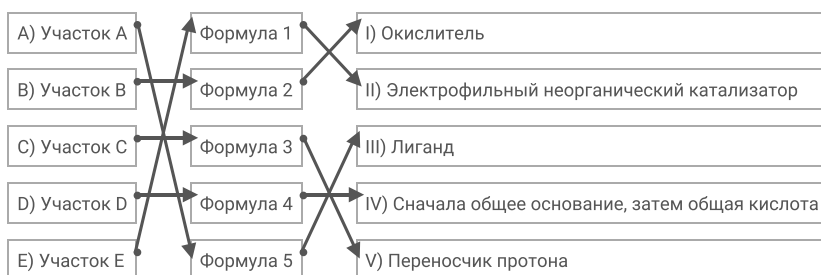 A) Участок A Формула 1 I) Окислитель
B) Участок B Формула 2 II) Электрофильный неорганический катализатор
C) Участок C Формула 3 III) Лиганд
D) Участок D Формула 4 IV) Сначала общее основание, затем общая кислота
E) Участок E Формула 5 V) Переносчик протона